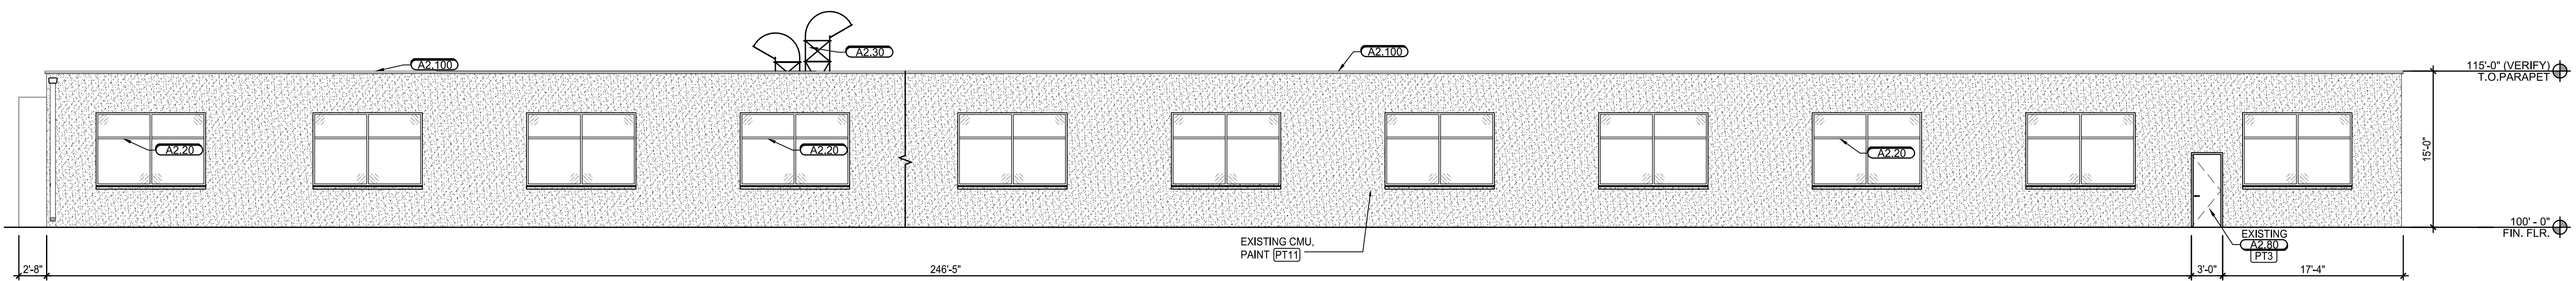 A2.30
A2.100
A2.100
115'-0" (VERIFY)
T.O.PARAPET
A2.20
A2.20
A2.20
15'-0"
100' - 0"
FIN. FLR.
EXISTING CMU,
PAINT PT11
EXISTING
A2.80
PT3
2'-8"
246'-5"
3'-0"
17'-4"